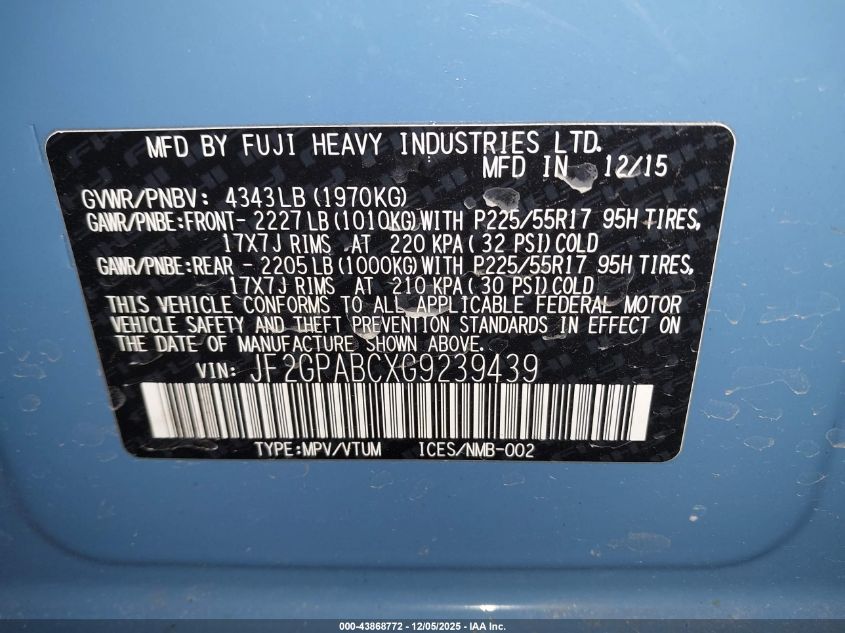 MFD BY FUJI HEAVY INDUSTRIES LTD.
MFD IN 12/15
GVWR/PNBV: 4343LB (1970KG)
GAWR/PNBE:FRONT- 2227LB (1010KG) WITH P225/55R17 95H TIRES,
17X7J RIMS AT 220 KPA (32 PSI) COLD
GAWR/PNBE:REAR - 2205LB (1000KG) WITH P225/55R17 95H TIRES,
17X7J RIMS AT 210 KPA (30 PSI) COLD
THIS VEHICLE CONFORMS TO ALL APPLICABLE FEDERAL MOTOR
VEHICLE SAFETY AND THEFT PREVENTION STANDARDS IN EFFECT ON
THE DATE OF MANUFACTURE SHOWN ABOVE.
VIN: JF2GPABCXG9239439
TYPE:MPV/VTUM ICES/NMB-002
000-43868772 - 12/05/2025 - IAA Inc.